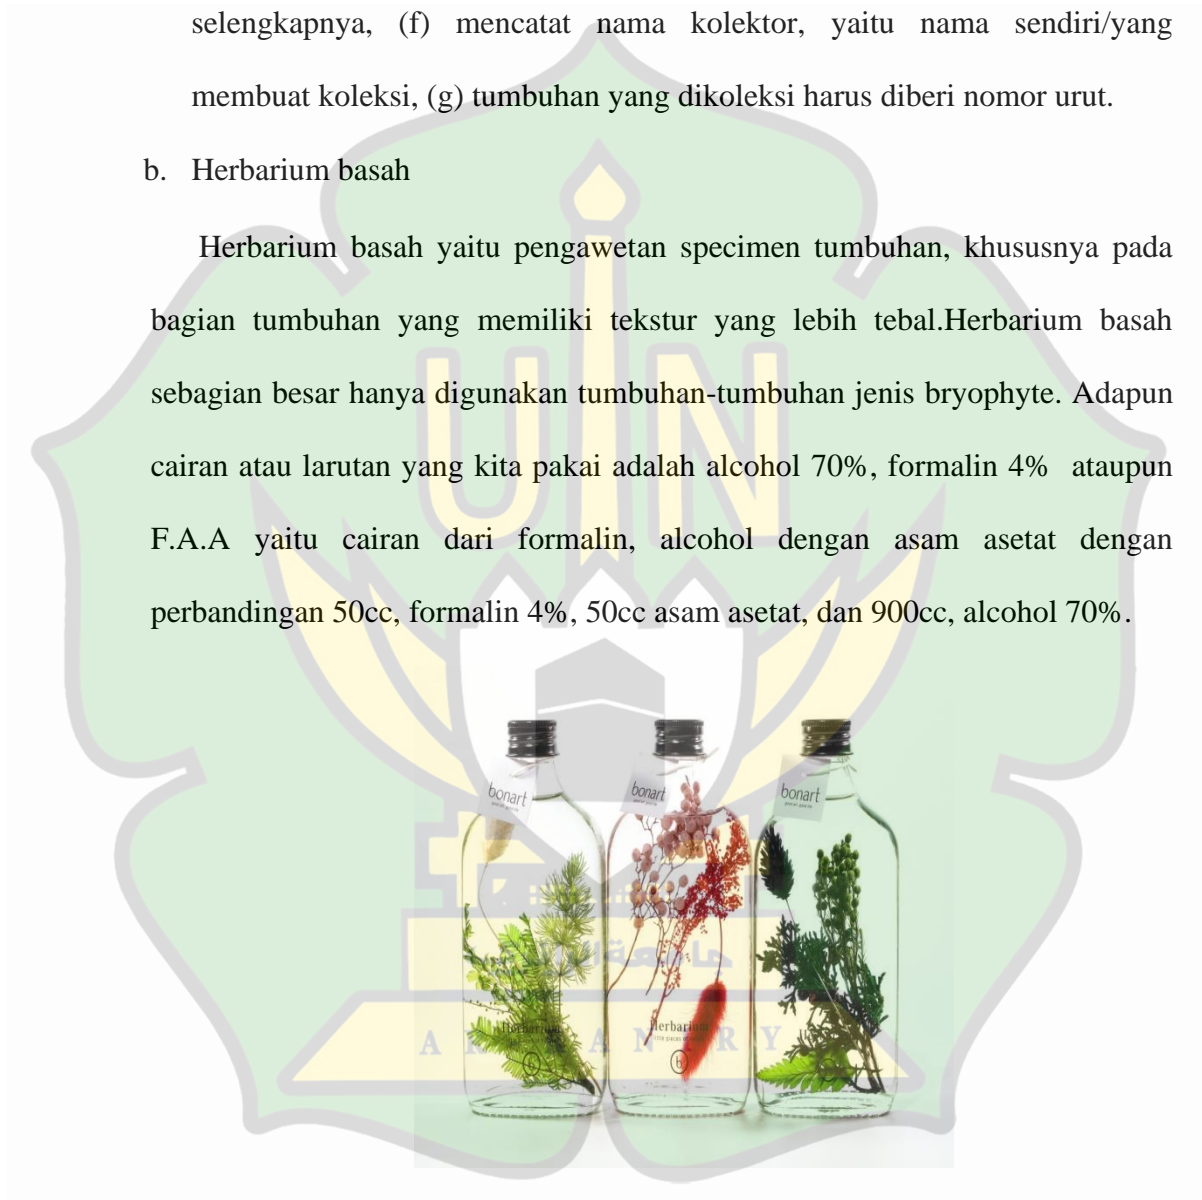 selengkapnya, (f) mencatat nama kolektor, yaitu nama sendiri/yang
membuat koleksi, (g) tumbuhan yang dikoleksi harus diberi nomor urut.
b. Herbarium basah
Herbarium basah yaitu pengawetan specimen tumbuhan, khususnya pada
bagian tumbuhan yang memiliki tekstur yang lebih tebal.Herbarium basah
sebagian besar hanya digunakan tumbuhan-tumbuhan jenis bryophyte. Adapun
cairan atau larutan yang kita pakai adalah alcohol 70%, formalin 4% ataupun
F.A.A yaitu cairan dari formalin, alcohol dengan asam asetat dengan
perbandingan 50cc, formalin 4%, 50cc asam asetat, dan 900cc, alcohol 70%.
UIN
bonart
bonart
bonart
Herbarium
Herbarium
b